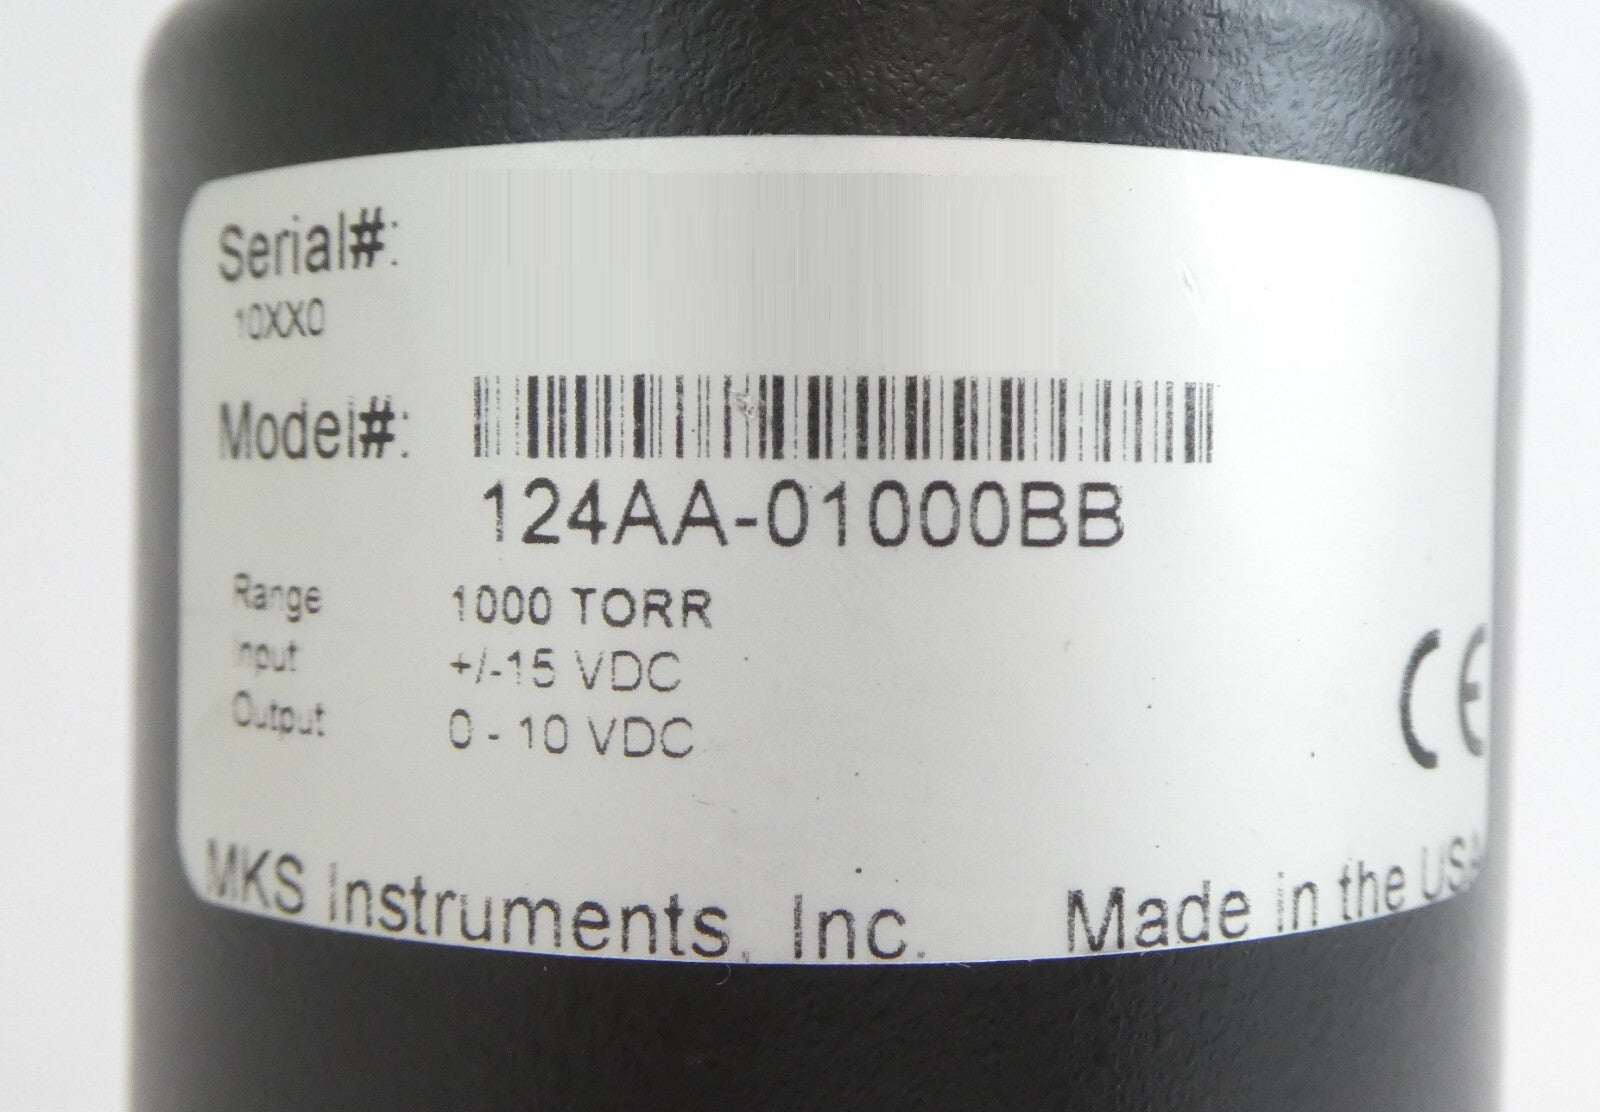 Serial#:
10XX0
Model#:
124AA-01000BB
Range 1000 TORR
Input +/-15 VDC
Output 0 - 10 VDC
CE
MKS Instruments, Inc. Made in the USA